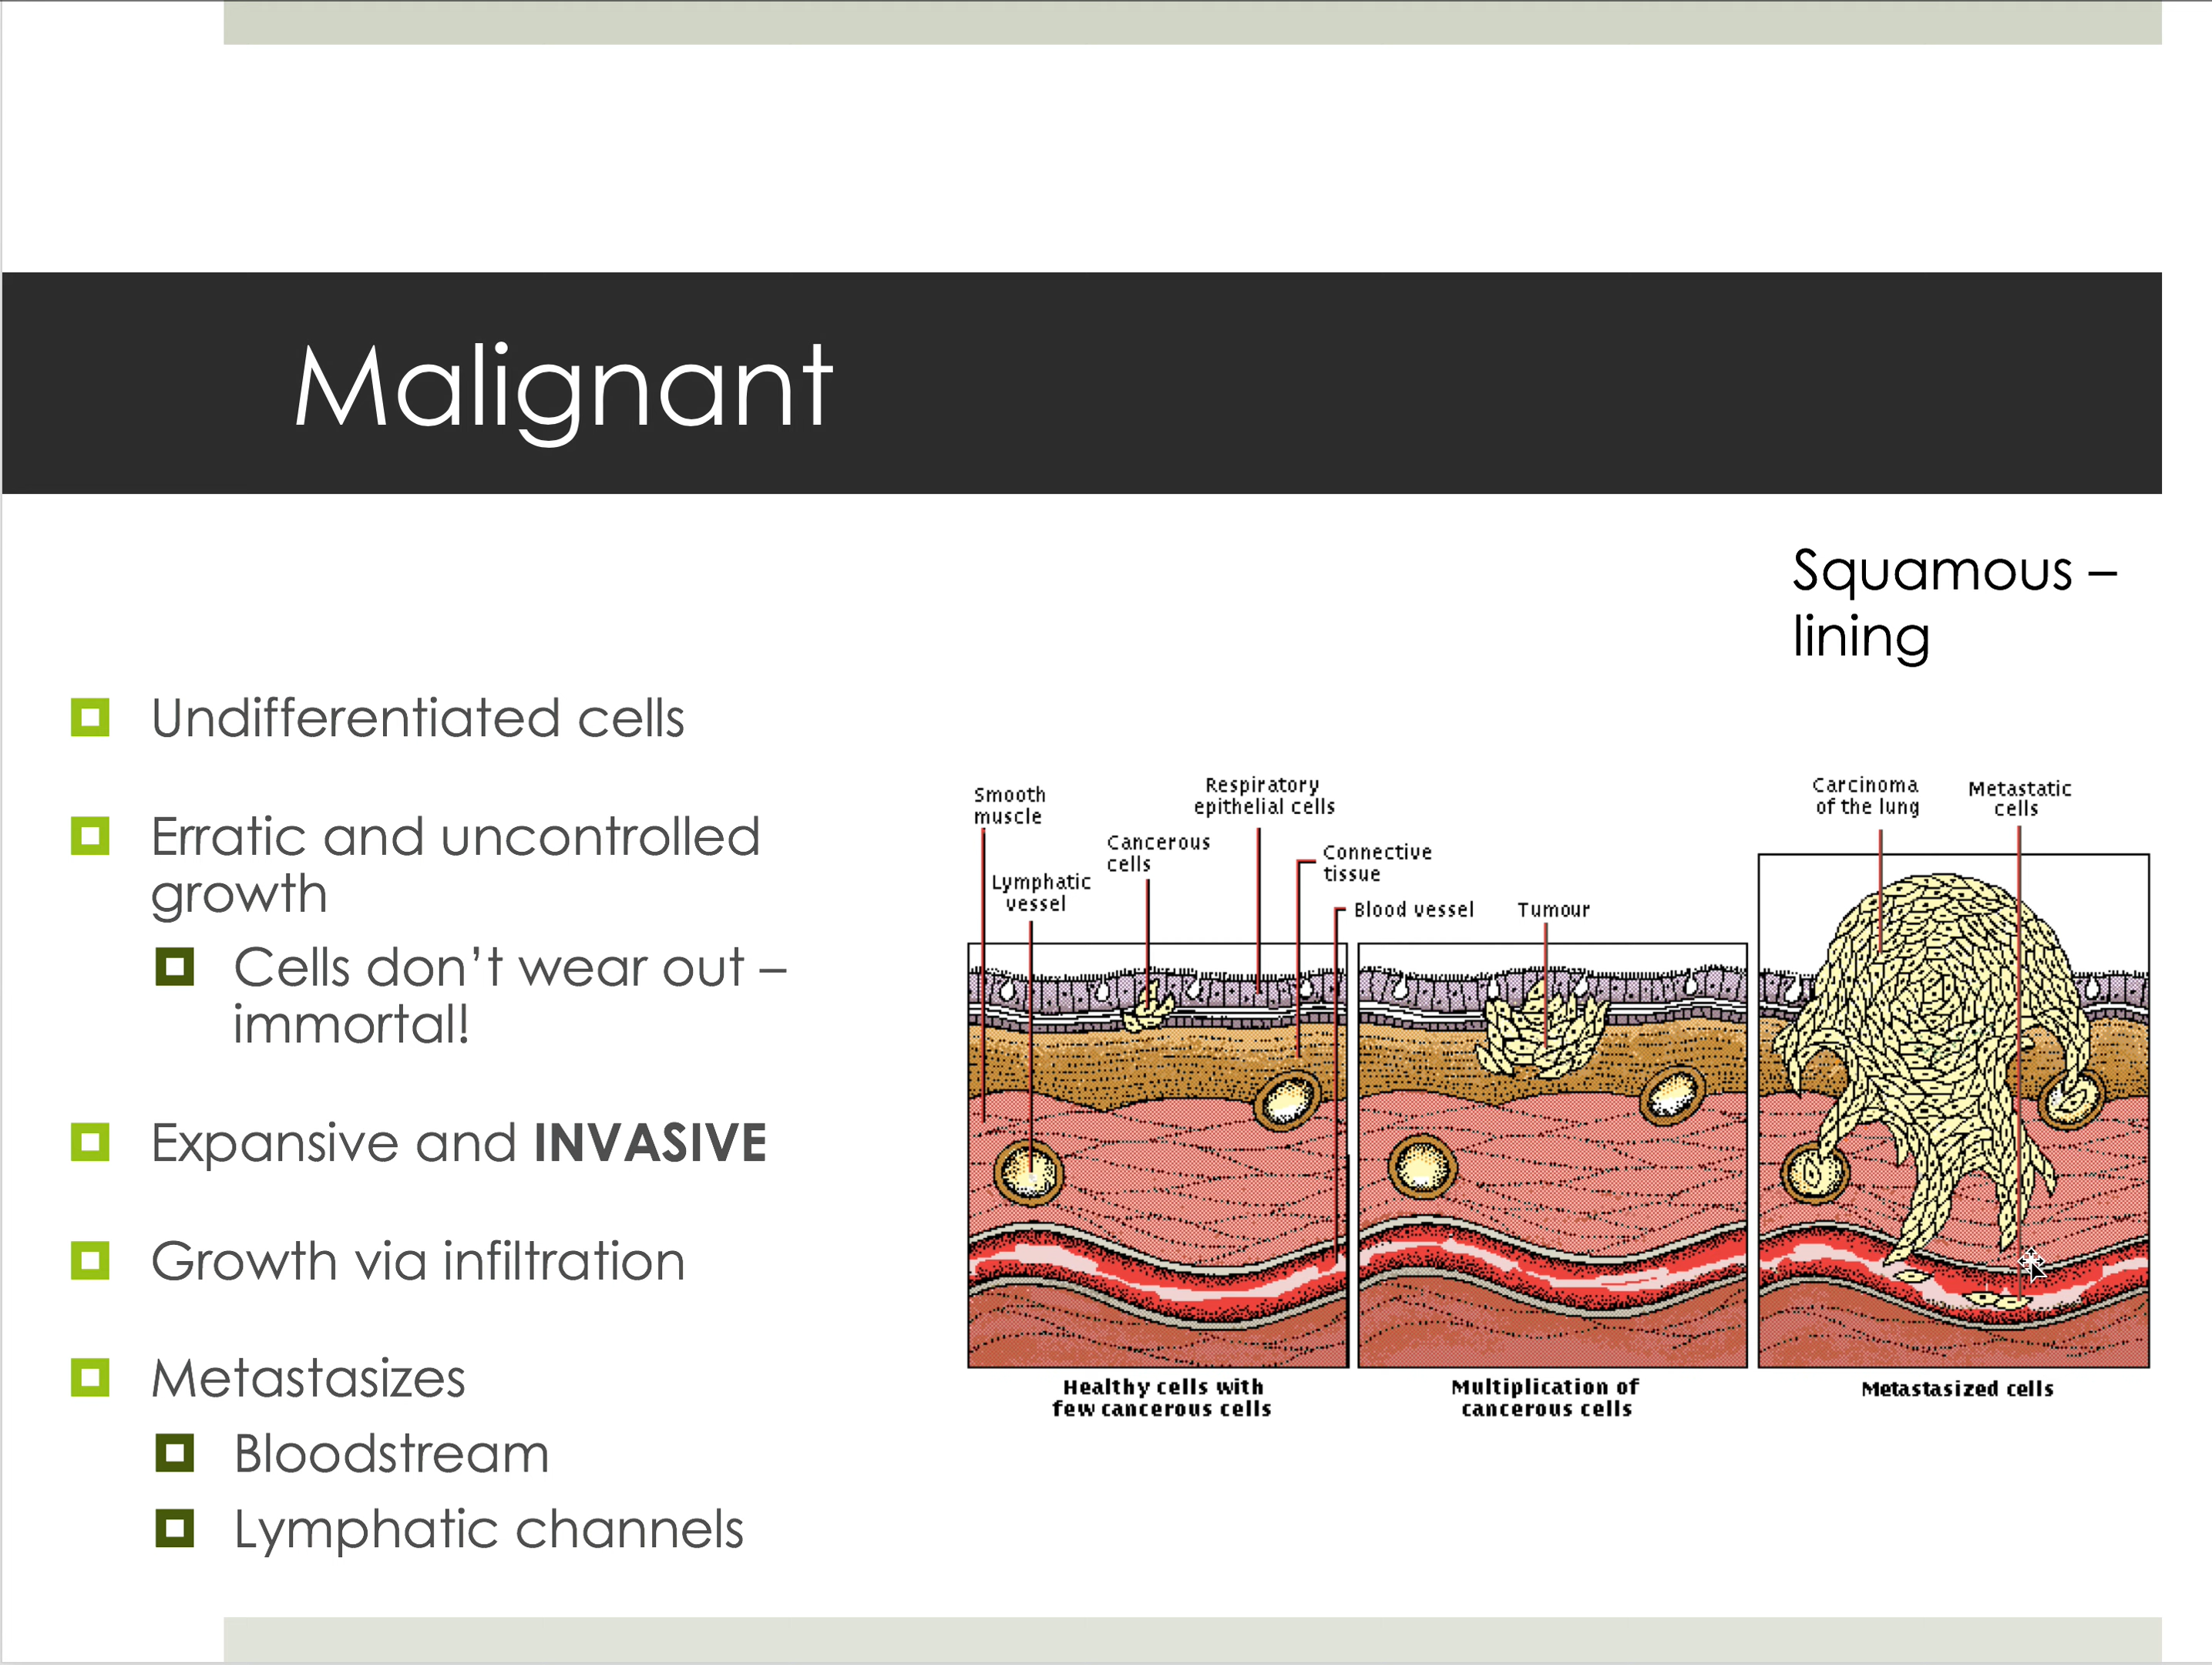 Malignant
Squamous –
lining
Undifferentiated cells
Erratic and uncontrolled
growth
Cells don’t wear out –
immortal!
Expansive and INVASIVE
Growth via infiltration
Metastasizes
Bloodstream
Lymphatic channels
Smooth
muscle
Lymphatic
vessel
Cancerous
cells
Respiratory
epithelial cells
Connective
tissue
Blood vessel
Tumour
Carcinoma
of the lung
Metastatic
cells
Healthy cells with
few cancerous cells
Multiplication of
cancerous cells
Metastasized cells